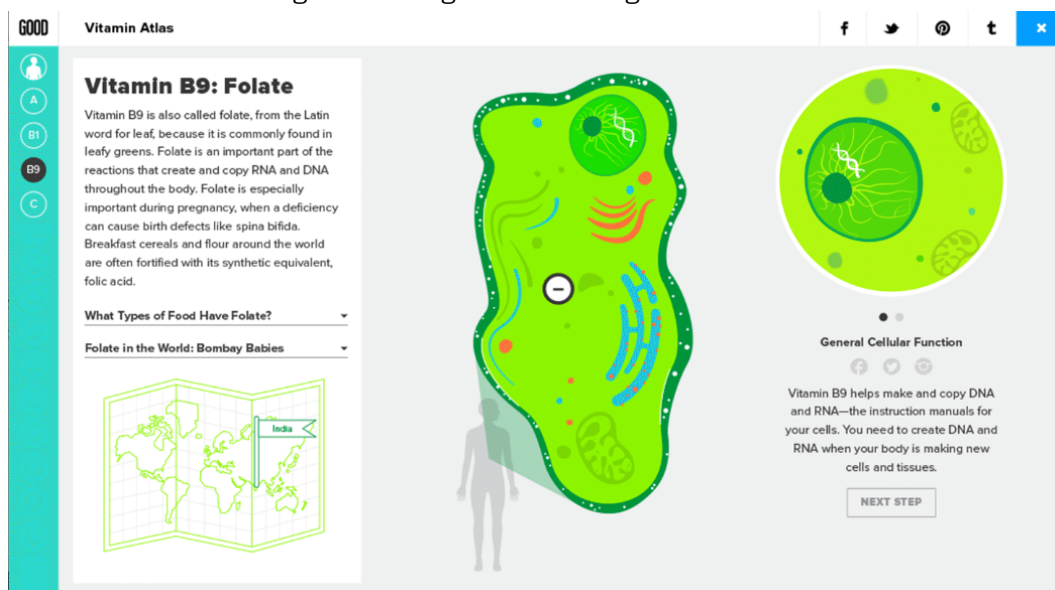 GOOD
Vitamin Atlas
f
t
×
A
B1
B9
C
Vitamin B9: Folate
Vitamin B9 is also called folate, from the Latin
word for leaf, because it is commonly found in
leafy greens. Folate is an important part of the
reactions that create and copy RNA and DNA
throughout the body. Folate is especially
important during pregnancy, when a deficiency
can cause birth defects like spina bifida.
Breakfast cereals and flour around the world
are often fortified with its synthetic equivalent,
folic acid.
What Types of Food Have Folate?
Folate in the World: Bombay Babies
India
General Cellular Function
Vitamin B9 helps make and copy DNA
and RNA—the instruction manuals for
your cells. You need to create DNA and
RNA when your body is making new
cells and tissues.
NEXT STEP